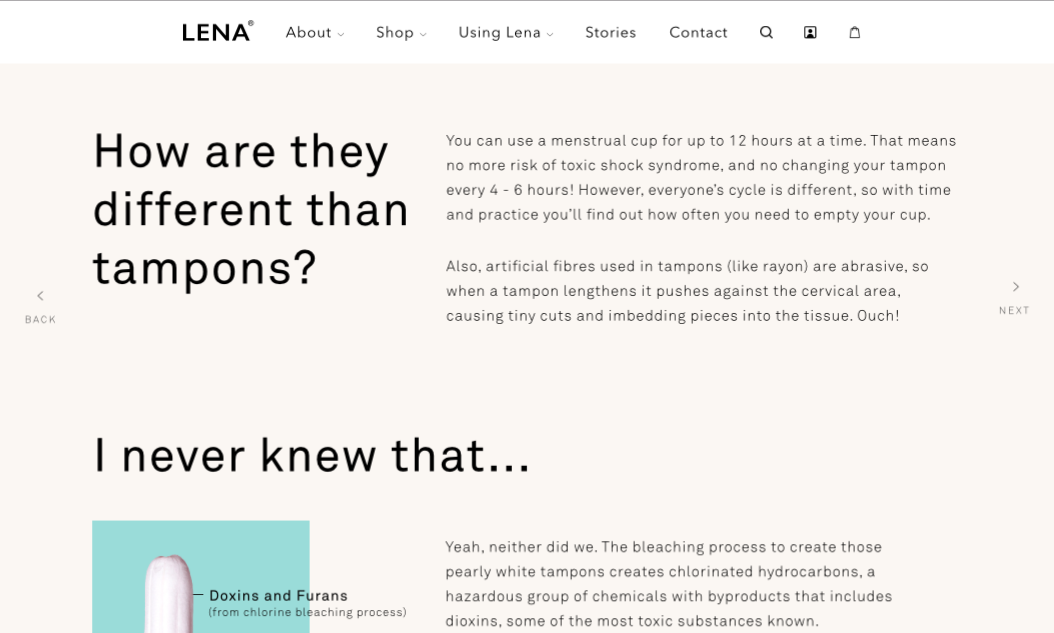 LENA®
About
Shop
Using Lena
Stories
Contact
How are they
different than
tampons?
You can use a menstrual cup for up to 12 hours at a time. That means
no more risk of toxic shock syndrome, and no changing your tampon
every 4 - 6 hours! However, everyone's cycle is different, so with time
and practice you'll find out how often you need to empty your cup.
Also, artificial fibres used in tampons (like rayon) are abrasive, so
when a tampon lengthens it pushes against the cervical area,
causing tiny cuts and imbedding pieces into the tissue. Ouch!
BACK
NEXT
I never knew that...
Doxins and Furans
(from chlorine bleaching process)
Yeah, neither did we. The bleaching process to create those
pearly white tampons creates chlorinated hydrocarbons, a
hazardous group of chemicals with byproducts that includes
dioxins, some of the most toxic substances known.